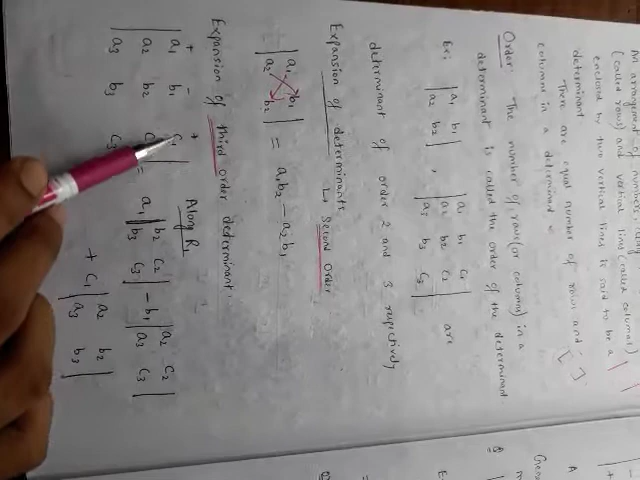 An arrangement of numbers along
(called rows) and vertical lines (called columns)
enclosed by two vertical lines is said to be a
determinant
There are equal number of rows and
columns in a determinant
Order: The number of rows (or columns) in a
determinant is called the order of the determinant.
Ex: |a₁ b₁| , |a₁ b₁ c₁|
|a₂ b₂| |a₂ b₂ c₂| are
|a₃ b₃ c₃|
determinant of order 2 and 3 repectively
Expansion of determinants
↳ Second Order
|a₁ b₁|
|a₂ b₂| = a₁b₂ - a₂b₁
Expansion of third order determinant.
Along R₁
+ - +
|a₁ b₁ c₁|
|a₂ b₂ c| = a₁ |b₂ c₂| - b₁ |a₂ c₂|
|a₃ b₃ c₃| |b₃ c₃| |a₃ c₃|
+ c₁ |a₂ b₂|
|a₃ b₃|